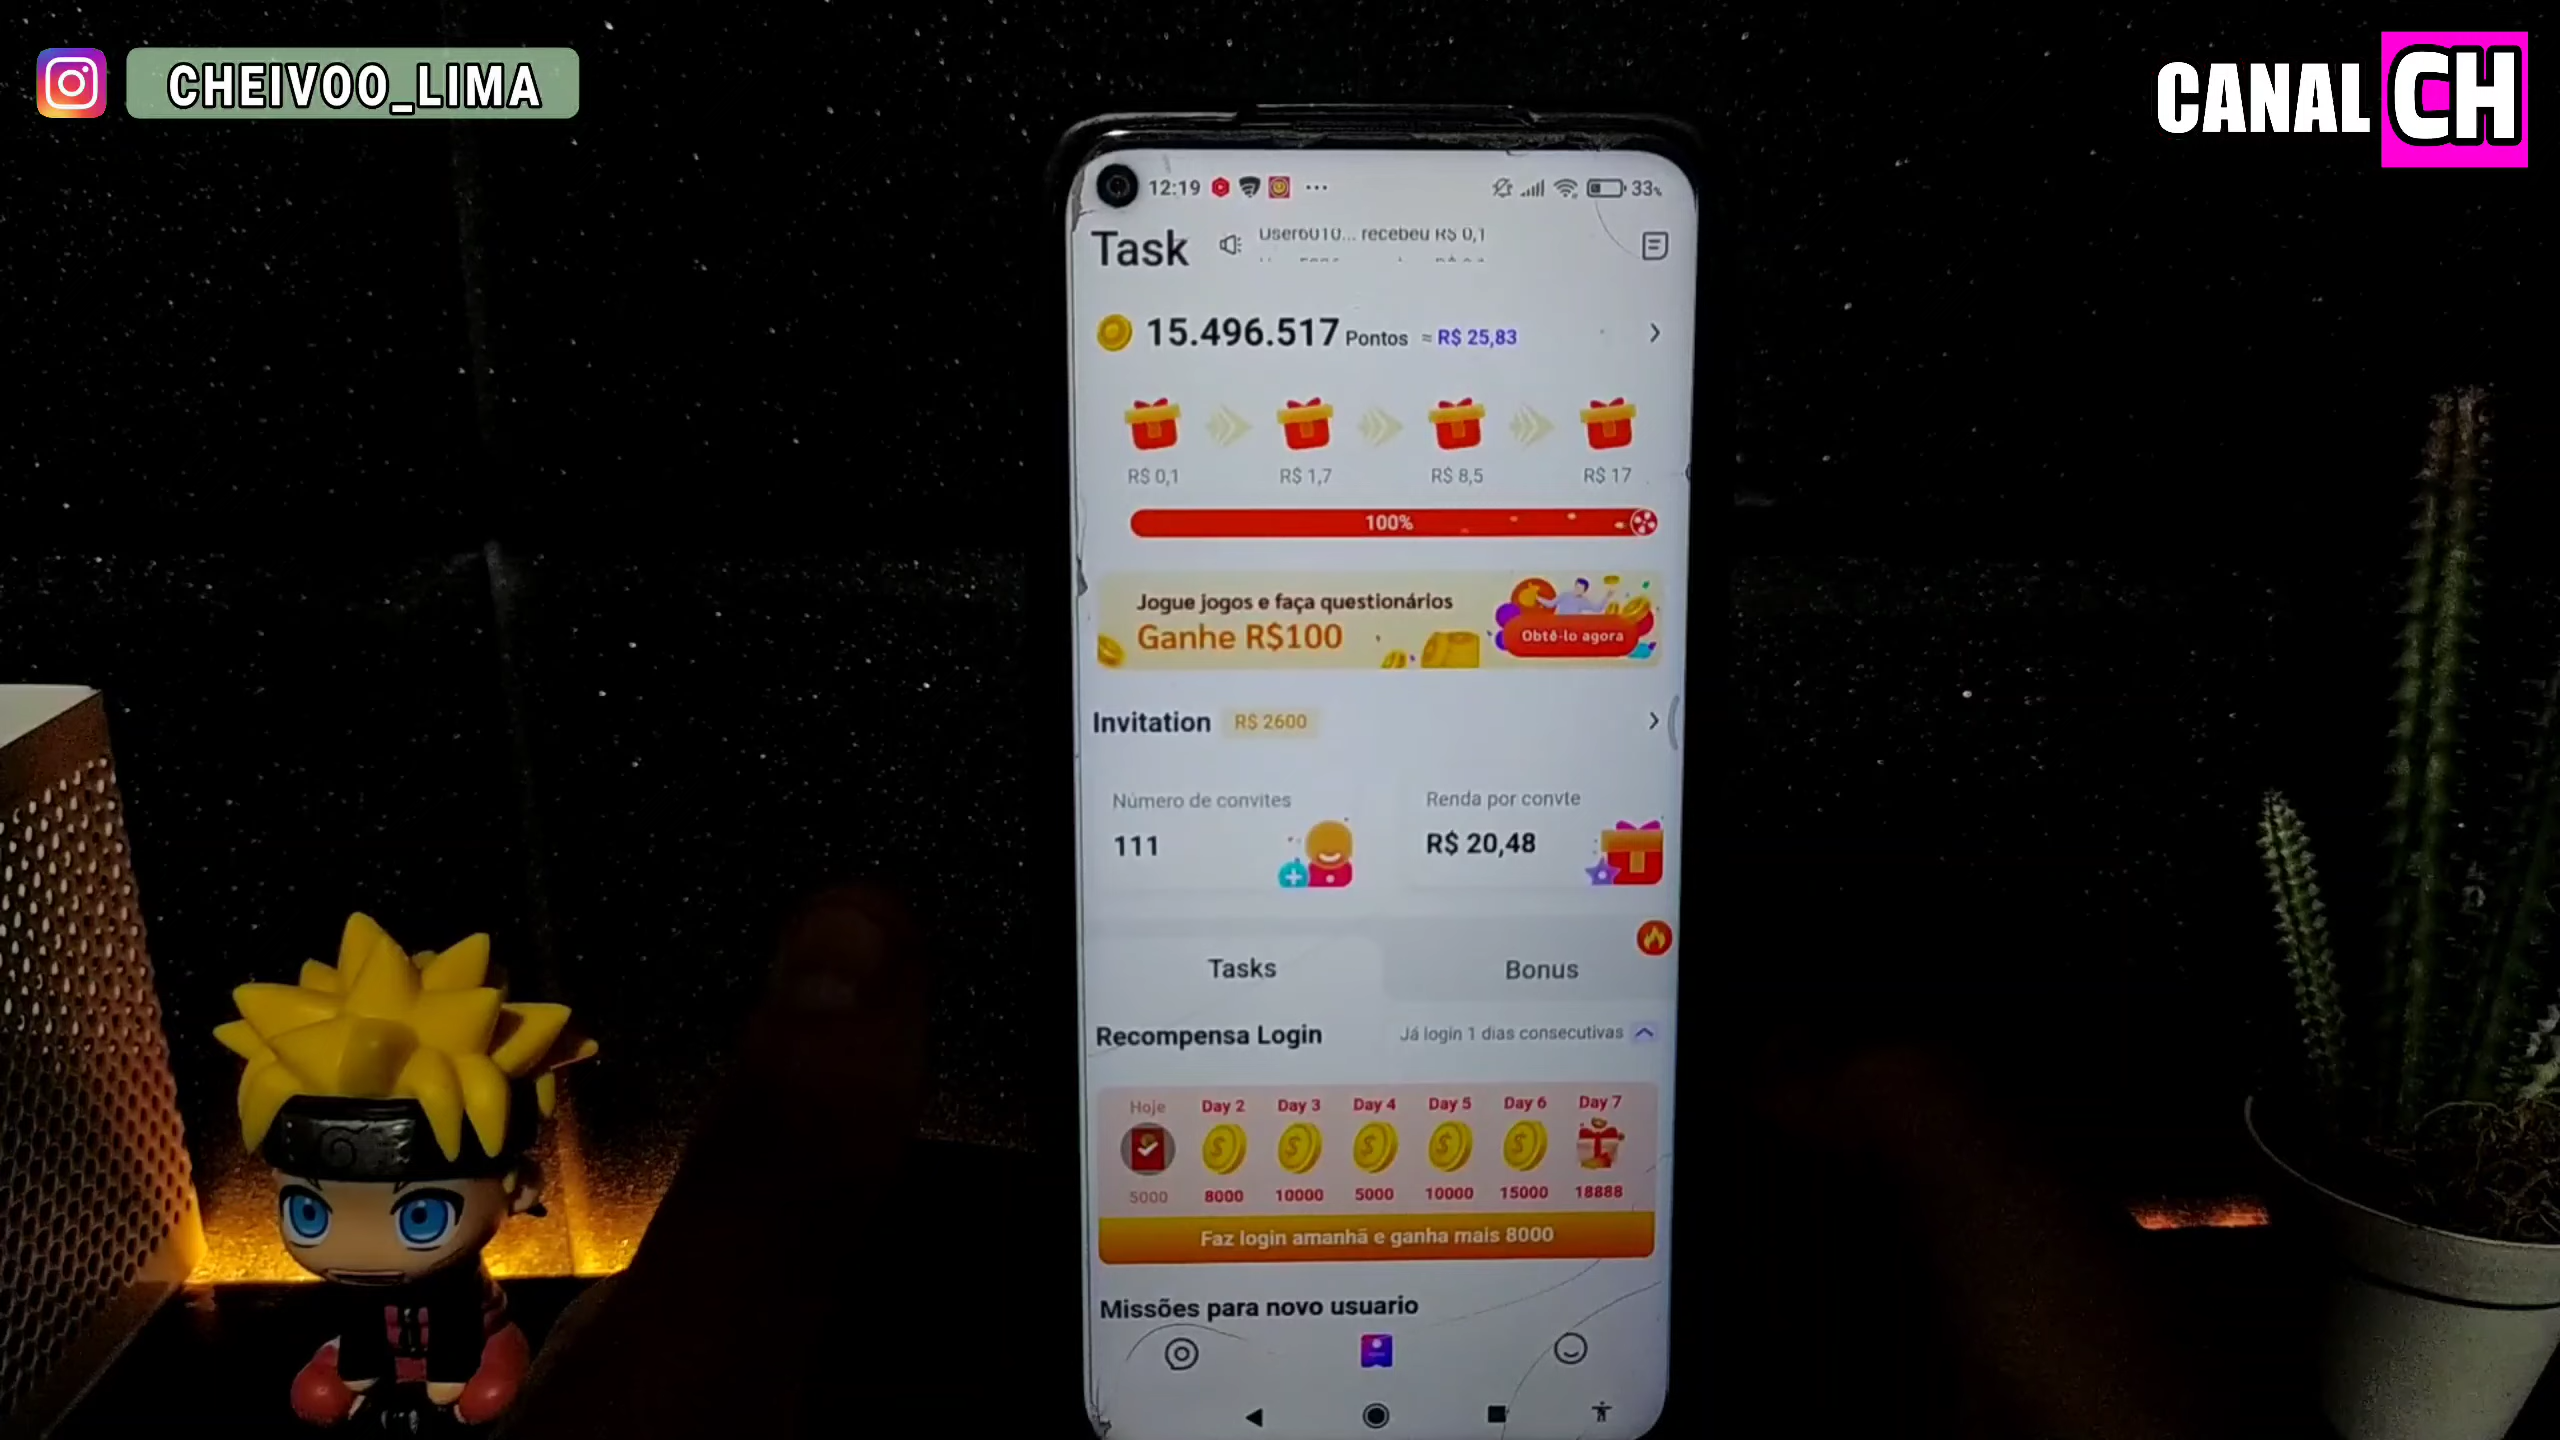 CHEIVOO_LIMA
CANAL CH
12:19
33%
Task
recebeu R$ 0,1
15.496.517 Pontos ≈ R$ 25,83
R$ 0,1
R$ 1,7
R$ 8,5
R$ 17
100%
Jogue jogos e faça questionários
Ganhe R$100
Obtê-lo agora
Invitation R$ 2600
Número de convites
111
Renda por convte
R$ 20,48
Tasks
Bonus
Recompensa Login
Já login 1 dias consecutivas
Hoje Day 2 Day 3 Day 4 Day 5 Day 6 Day 7
5000 8000 10000 5000 10000 15000 18888
Faz login amanhã e ganha mais 8000
Missões para novo usuario